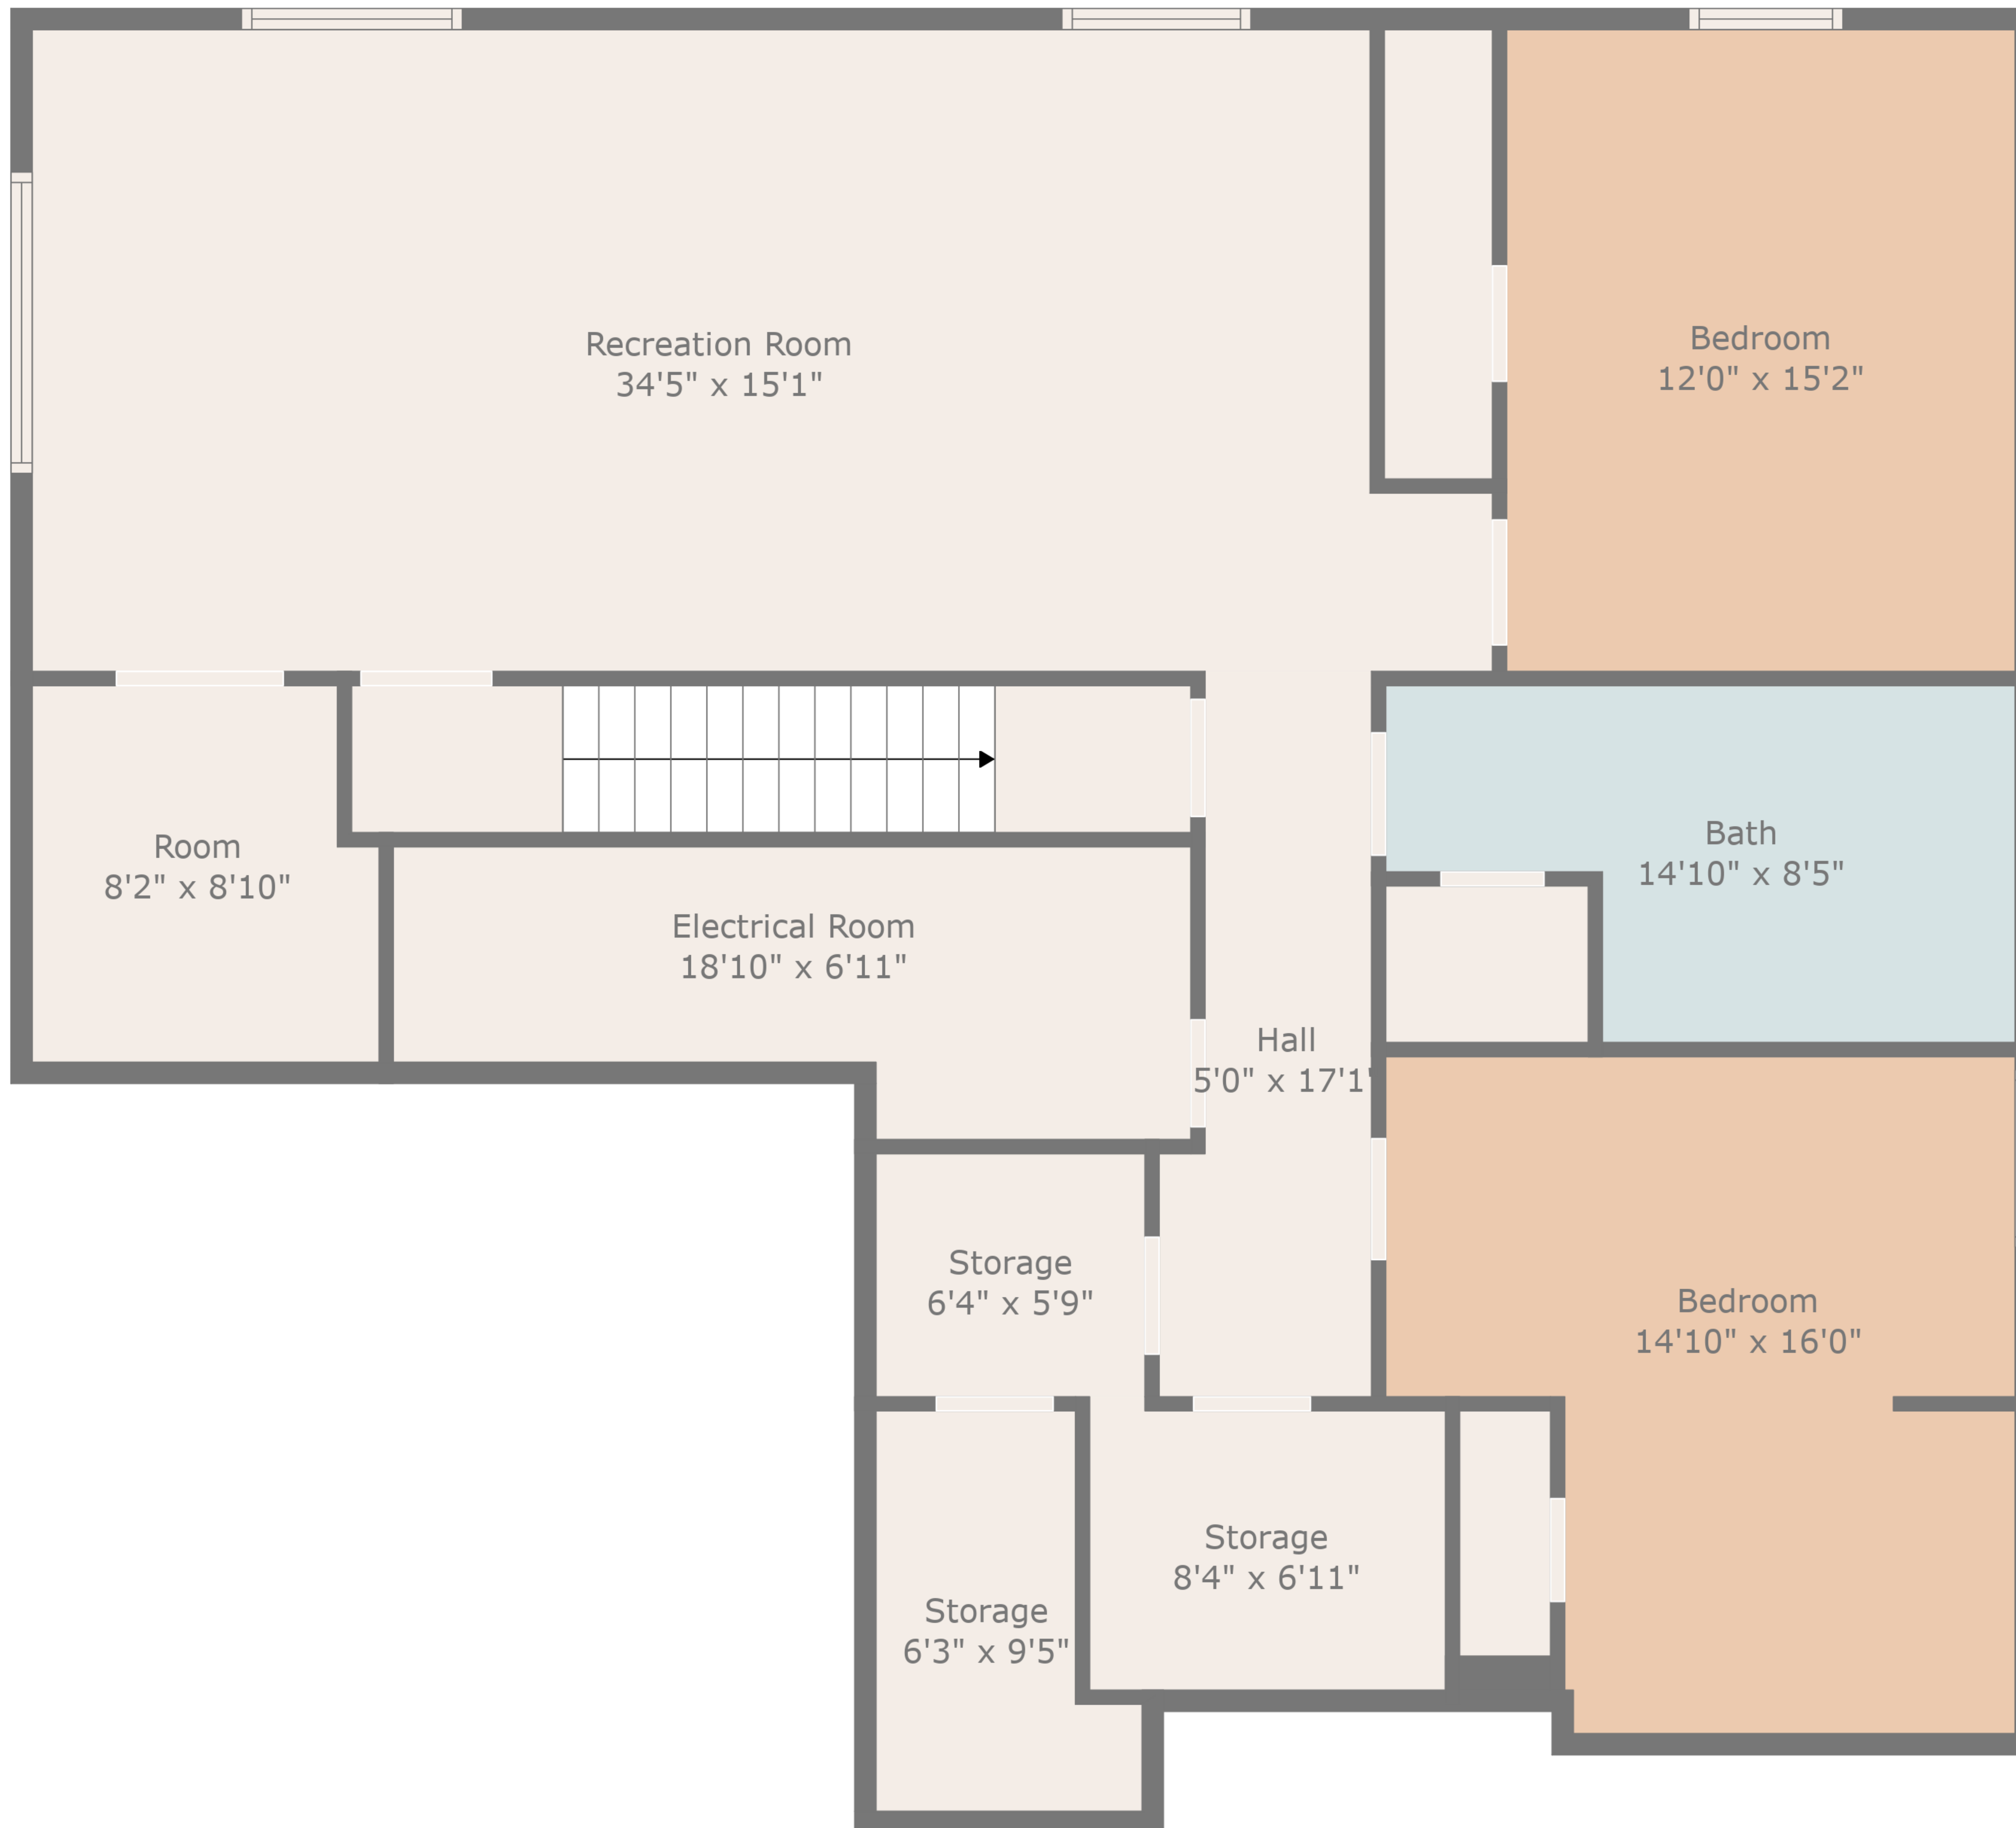 Recreation Room
34'5" x 15'1"
Bedroom
12'0" x 15'2"
Room
8'2" x 8'10"
Electrical Room
18'10" x 6'11"
Bath
14'10" x 8'5"
Hall
5'0" x 17'1"
Storage
6'4" x 5'9"
Bedroom
14'10" x 16'0"
Storage
8'4" x 6'11"
Storage
6'3" x 9'5"